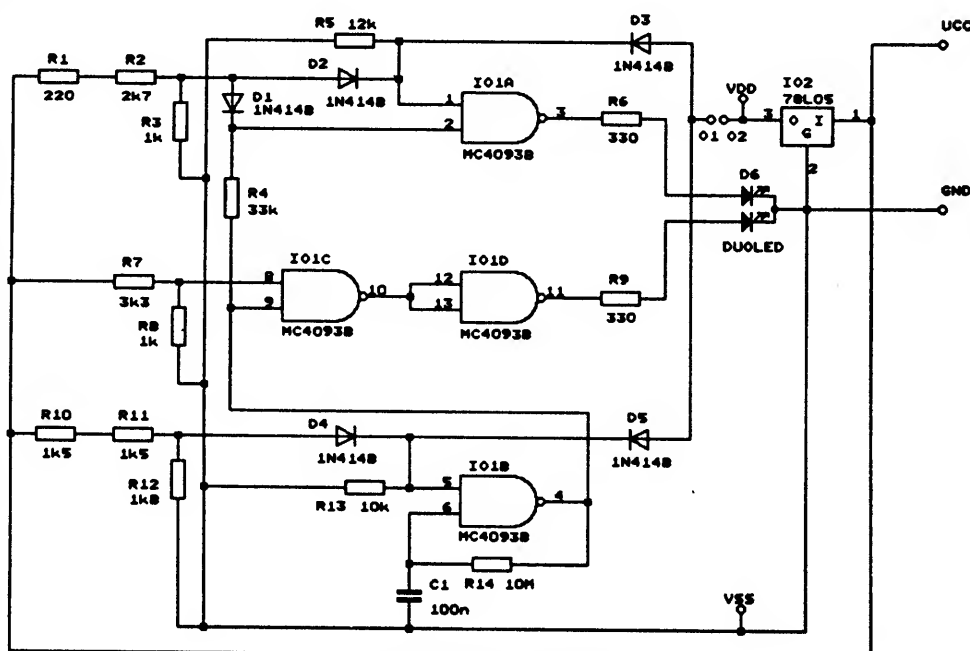 R5 12k
D3
1N4148
UCC
R1
220
R2
2k7
D2
1N4148
D1
1N4148
R3
1k
IO1A
1
2
3
MC4093B
R6
330
VDD
O1 O2
IO2
78L05
3
O I
G
1
2
R4
33k
D6
DUOLED
GND
R7
3k3
R8
1k
IO1C
8
9
10
MC4093B
IO1D
12
13
11
MC4093B
R9
330
R10
1k5
R11
1k5
D4
1N4148
D5
1N4148
R12
1k8
R13 10k
IO1B
5
6
4
MC4093B
R14 10M
C1
100n
VSS